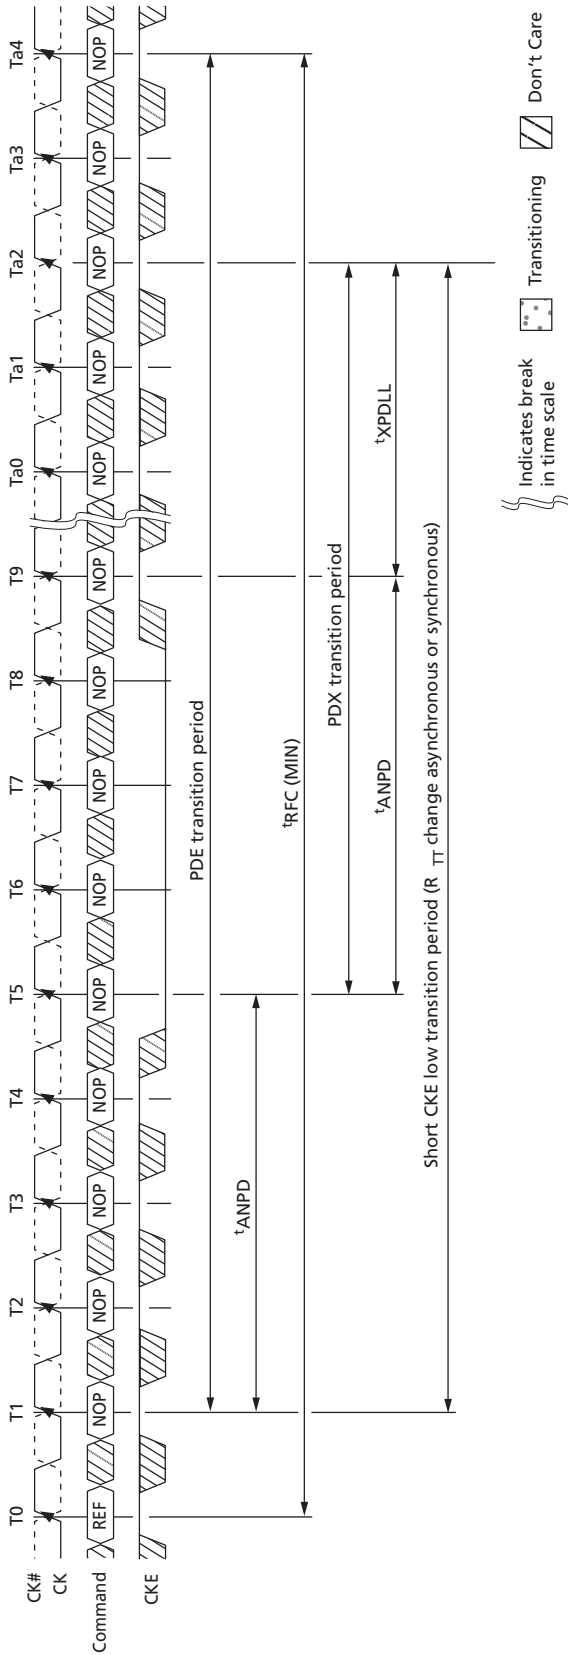 T0 T1 T2 T3 T4 T5 T6 T7 T8 T9 Ta0 Ta1 Ta2 Ta3 Ta4
CK#
CK
Command REF NOP NOP NOP NOP NOP NOP NOP NOP NOP NOP NOP NOP NOP NOP
CKE
PDE transition period
tANPD
tRFC (MIN)
PDX transition period
tANPD tXPDLL
Short CKE low transition period (R TT change asynchronous or synchronous)
Indicates break
in time scale
Transitioning
Don't Care